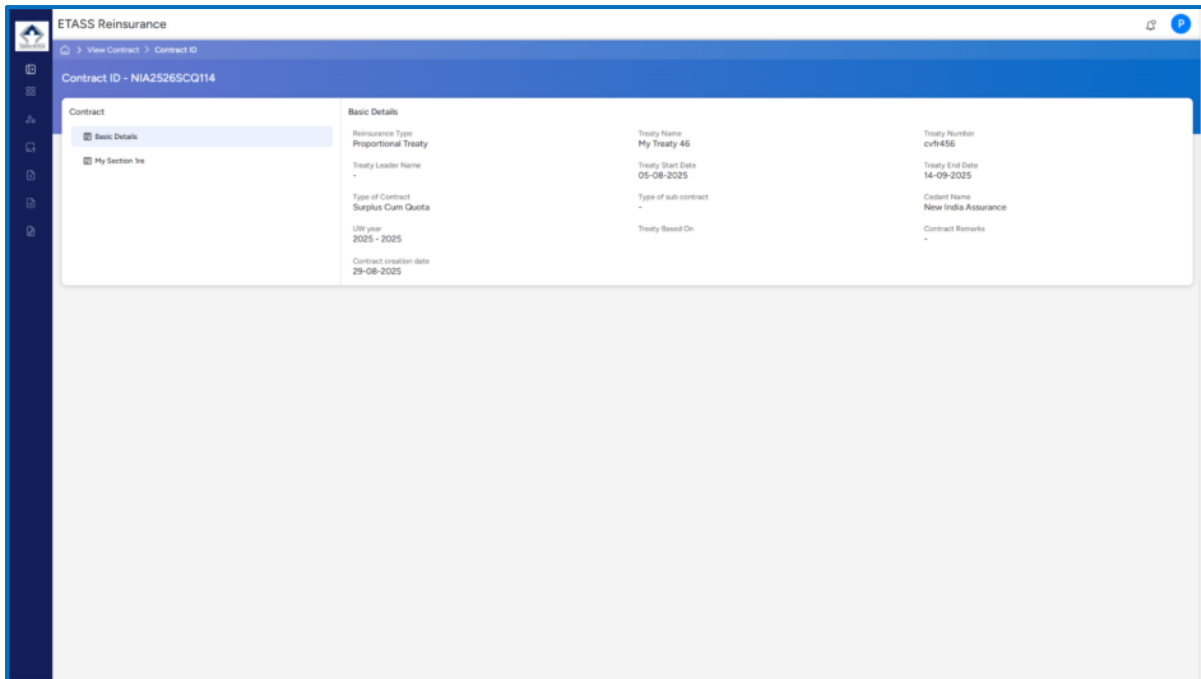 ETASS Reinsurance
P
View Contract > Contract ID
Contract ID - NIA2526SCQ114
Contract
Basic Details
My Section 1re
Basic Details
Reinsurance Type
Proportional Treaty
Treaty Name
My Treaty 46
Treaty Number
cvfr456
Treaty Leader Name
-
Treaty Start Date
05-08-2025
Treaty End Date
14-09-2025
Type of Contract
Surplus Cum Quota
Type of sub contract
-
Cedant Name
New India Assurance
UW year
2025 - 2025
Treaty Based On
Contract Remarks
-
Contract creation date
29-08-2025